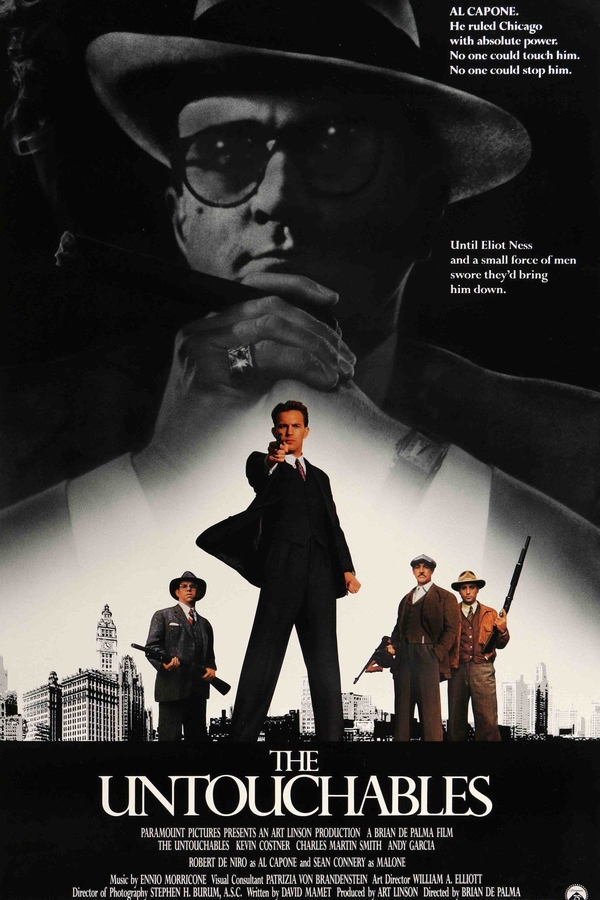 AL CAPONE.
He ruled Chicago
with absolute power.
No one could touch him.
No one could stop him.
Until Eliot Ness
and a small force of men
swore they'd bring
him down.
THE
UNTOUCHABLES
PARAMOUNT PICTURES PRESENTS AN ART LINSON PRODUCTION A BRIAN DE PALMA FILM
THE UNTOUCHABLES KEVIN COSTNER CHARLES MARTIN SMITH ANDY GARCIA
ROBERT DE NIRO as AL CAPONE and SEAN CONNERY as MALONE
Music by ENNIO MORRICONE Visual Consultant PATRIZIA VON BRANDENSTEIN Art Director WILLIAM A. ELLIOTT
Director of Photography STEPHEN H. BURUM, A.S.C. Written by DAVID MAMET Produced by ART LINSON Directed by BRIAN DE PALMA